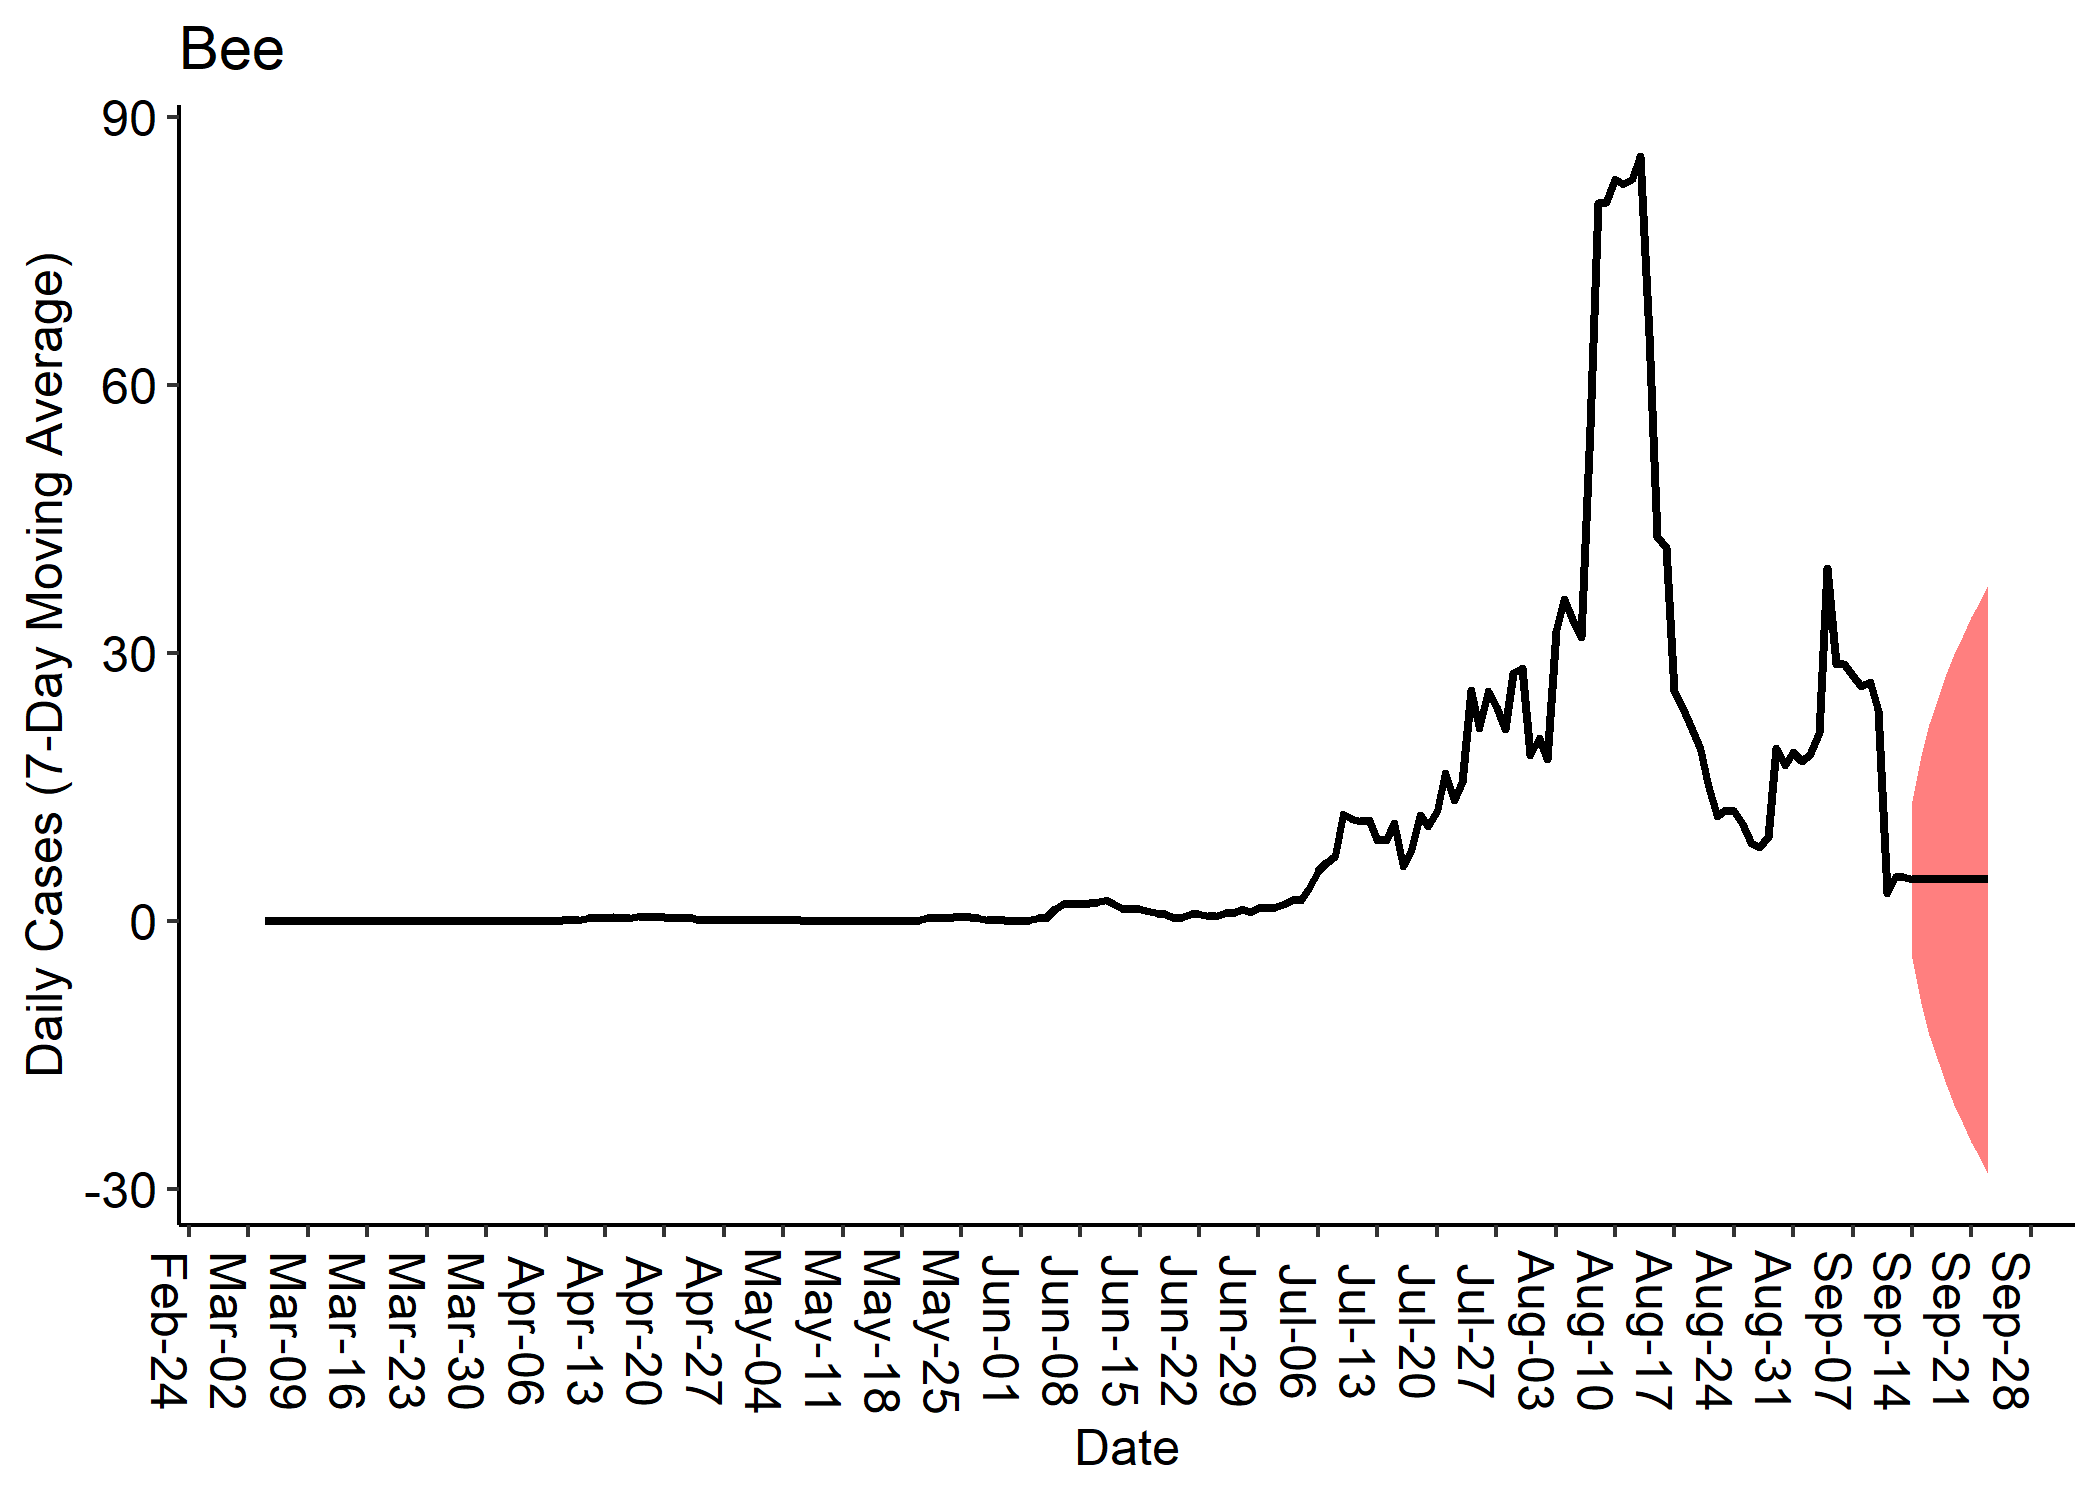 Bee
Daily Cases (7-Day Moving Average)
90
60
30
0
-30
Feb-24
Mar-02
Mar-09
Mar-16
Mar-23
Mar-30
Apr-06
Apr-13
Apr-20
Apr-27
May-04
May-11
May-18
May-25
Jun-01
Jun-08
Jun-15
Jun-22
Jun-29
Jul-06
Jul-13
Jul-20
Jul-27
Aug-03
Aug-10
Aug-17
Aug-24
Aug-31
Sep-07
Sep-14
Sep-21
Sep-28
Date